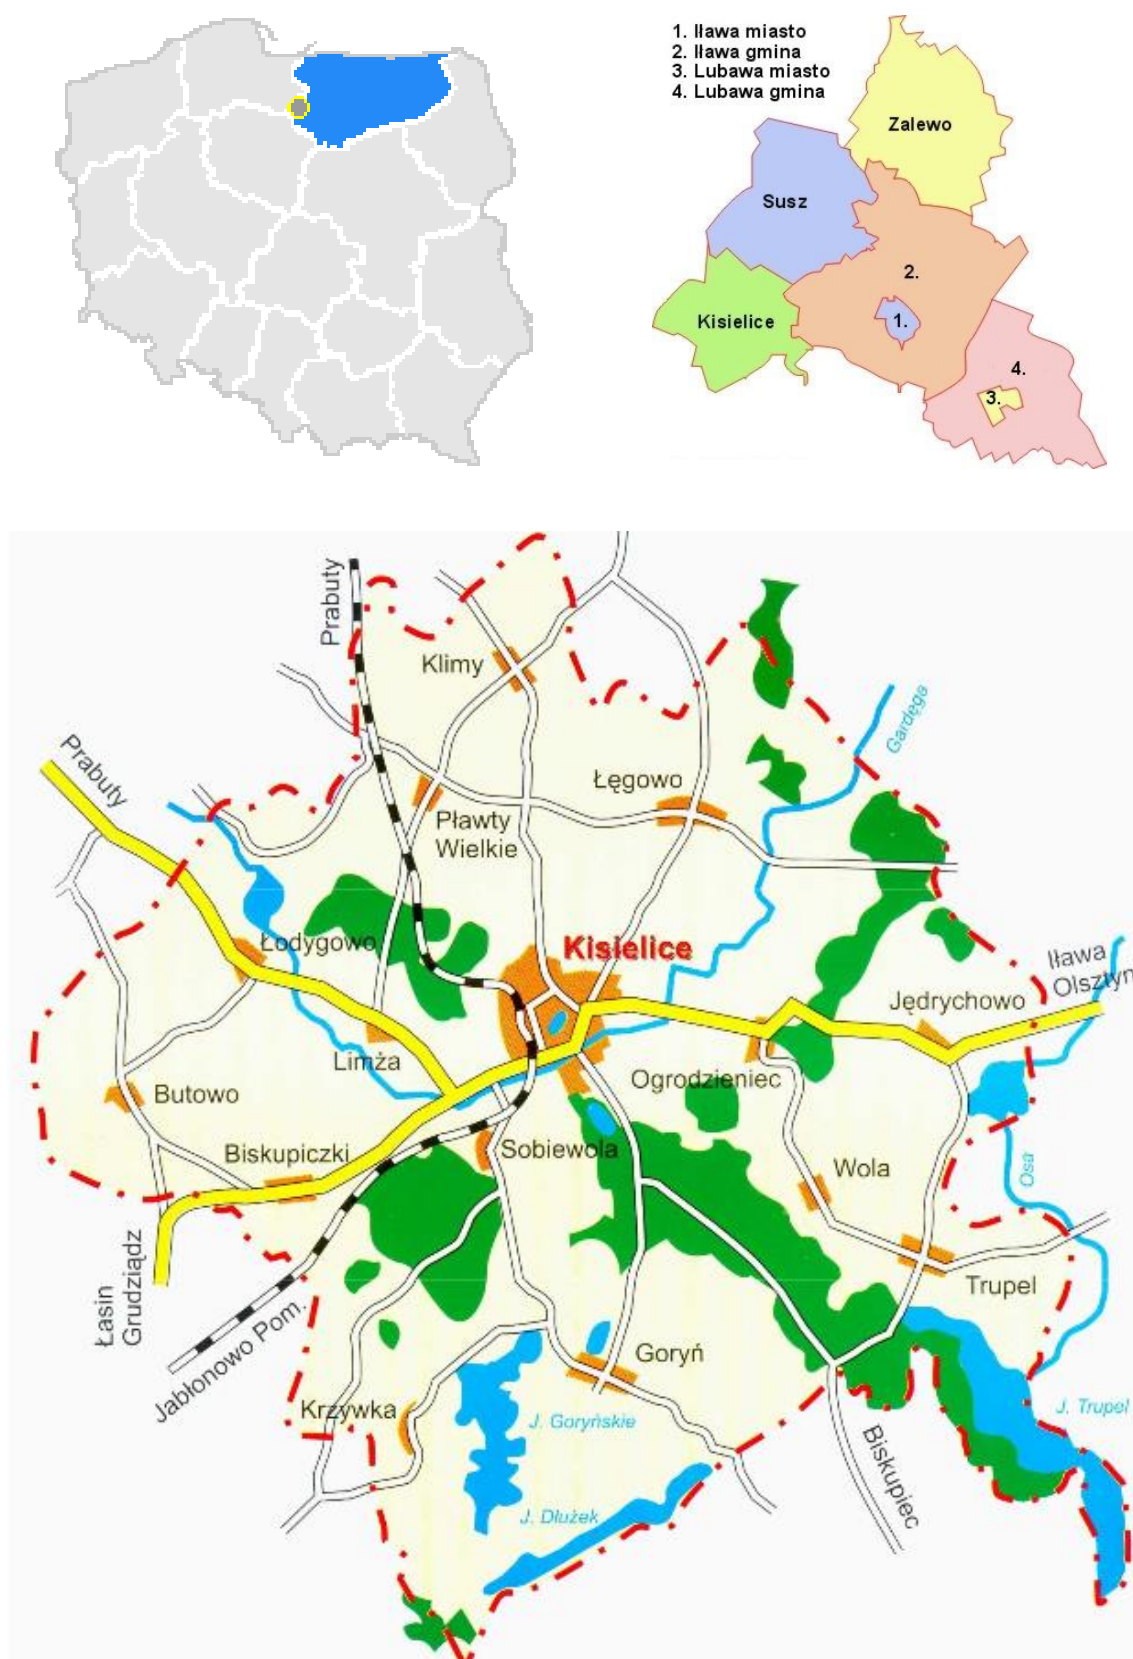 1. Iława miasto
2. Iława gmina
3. Lubawa miasto
4. Lubawa gmina
Zalewo
Susz
2.
1.
Kisielice
4.
3.
Prabuty
Klimy
Gardęga
Prabuty
Łęgowo
Pławty
Wielkie
Łodygowo
Kisielice
Iława
Olsztyn
Jędrychowo
Limża
Ogrodzieniec
Butowo
Biskupiczki
Sobiewola
Wola
Osa
Łasin
Grudziądz
Trupel
Jabłonowo Pom.
Goryń
Krzywka
J. Goryńskie
J. Trupel
Biskupiec
J. Dłużek